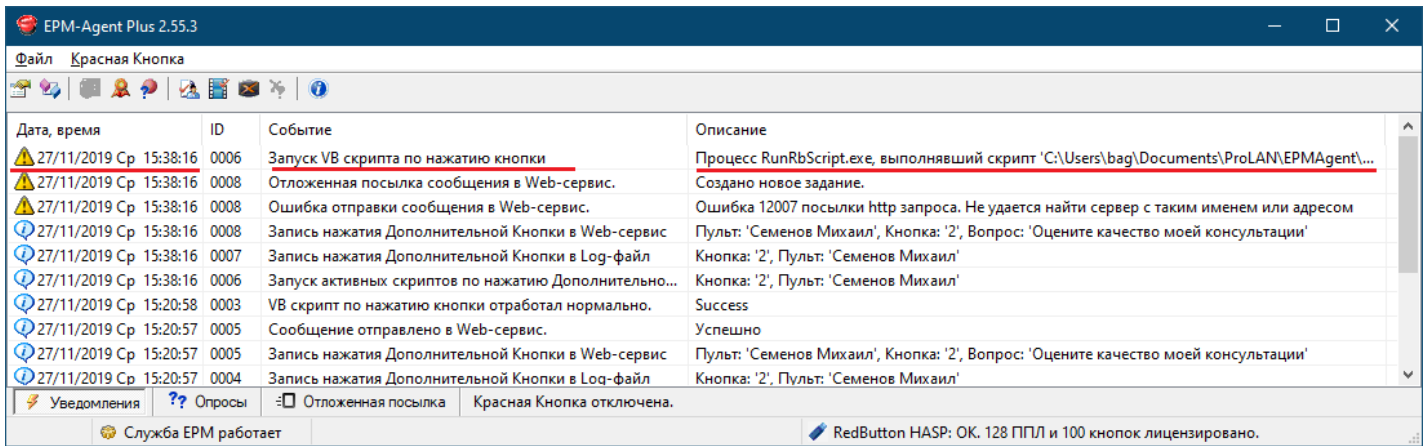 EPM-Agent Plus 2.55.3
Файл Красная Кнопка
Дата, время ID Событие Описание
27/11/2019 Ср 15:38:16 0006 Запуск VB скрипта по нажатию кнопки Процесс RunRbScript.exe, выполнявший скрипт 'C:\Users\bag\Documents\ProLAN\EPMAgent\...
27/11/2019 Ср 15:38:16 0008 Отложенная посылка сообщения в Web-сервис. Создано новое задание.
27/11/2019 Ср 15:38:16 0008 Ошибка отправки сообщения в Web-сервис. Ошибка 12007 посылки http запроса. Не удается найти сервер с таким именем или адресом
27/11/2019 Ср 15:38:16 0008 Запись нажатия Дополнительной Кнопки в Web-сервис Пульт: 'Семенов Михаил', Кнопка: '2', Вопрос: 'Оцените качество моей консультации'
27/11/2019 Ср 15:38:16 0007 Запись нажатия Дополнительной Кнопки в Log-файл Кнопка: '2', Пульт: 'Семенов Михаил'
27/11/2019 Ср 15:38:16 0006 Запуск активных скриптов по нажатию Дополнительно... Кнопка: '2', Пульт: 'Семенов Михаил'
27/11/2019 Ср 15:20:58 0003 VB скрипт по нажатию кнопки отработал нормально. Success
27/11/2019 Ср 15:20:57 0005 Сообщение отправлено в Web-сервис. Успешно
27/11/2019 Ср 15:20:57 0005 Запись нажатия Дополнительной Кнопки в Web-сервис Пульт: 'Семенов Михаил', Кнопка: '2', Вопрос: 'Оцените качество моей консультации'
27/11/2019 Ср 15:20:57 0004 Запись нажатия Дополнительной Кнопки в Log-файл Кнопка: '2', Пульт: 'Семенов Михаил'
Уведомления ?? Опросы Отложенная посылка Красная Кнопка отключена.
Служба EPM работает RedButton HASP: OK. 128 ППЛ и 100 кнопок лицензировано.